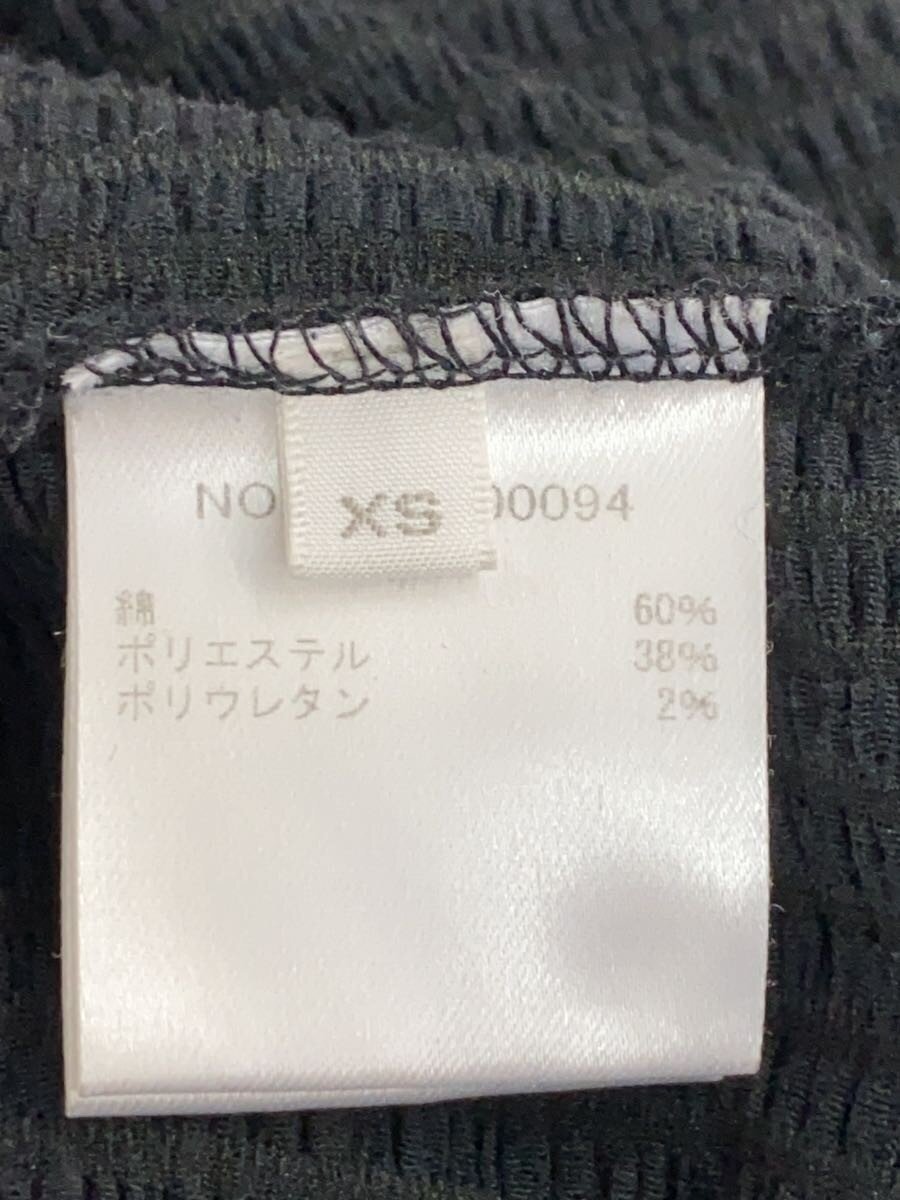 NO 00094
XS
綿 60%
ポリエステル 38%
ポリウレタン 2%